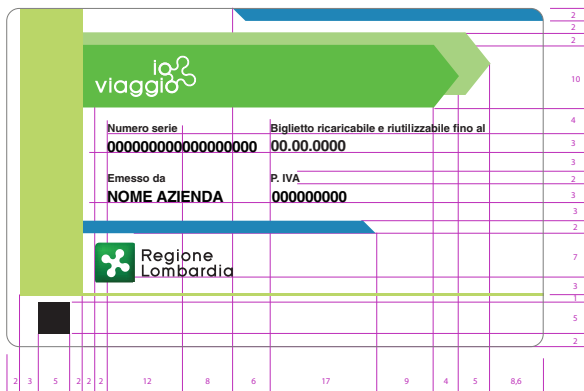 2
2
2
io
viaggio
10
4
Numero serie Biglietto ricaricabile e riutilizzabile fino al
000000000000000000 00.00.0000
3
3
Emesso da P. IVA
2
NOME AZIENDA 000000000
3
3
2
Regione
Lombardia
7
3
1
5
2
2 3 5 2 2 2 12 8 6 17 9 4 5 8,6